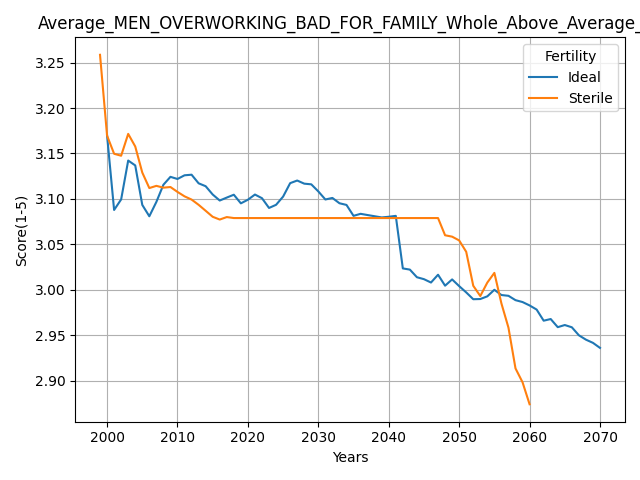 Average_MEN_OVERWORKING_BAD_FOR_FAMILY_Whole_Above_Average_
Fertility
Ideal
Sterile
3.25
3.20
3.15
3.10
3.05
3.00
2.95
2.90
Score(1-5)
2000 2010 2020 2030 2040 2050 2060 2070
Years